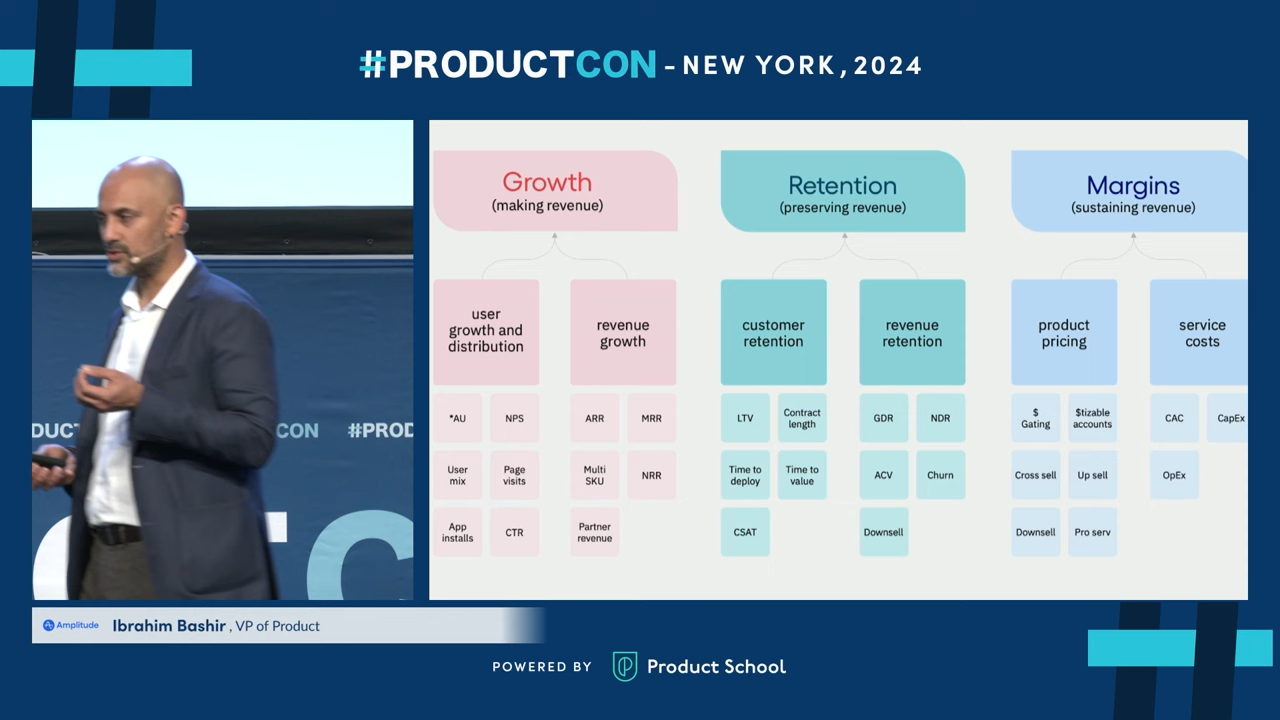 #PRODUCTCON - NEW YORK, 2024
DUCT
CON
#PROD
Growth
(making revenue)
user
growth and
distribution
revenue
growth
*AU
NPS
ARR
MRR
User
mix
Page
visits
Multi
SKU
NRR
App
installs
CTR
Partner
revenue
Retention
(preserving revenue)
customer
retention
revenue
retention
LTV
Contract
length
GDR
NDR
Time to
deploy
Time to
value
ACV
Churn
CSAT
Downsell
Margins
(sustaining revenue)
product
pricing
service
costs
$
Gating
$tizable
accounts
CAC
CapEx
Cross sell
Up sell
OpEx
Downsell
Pro serv
Amplitude
Ibrahim Bashir , VP of Product
POWERED BY Product School